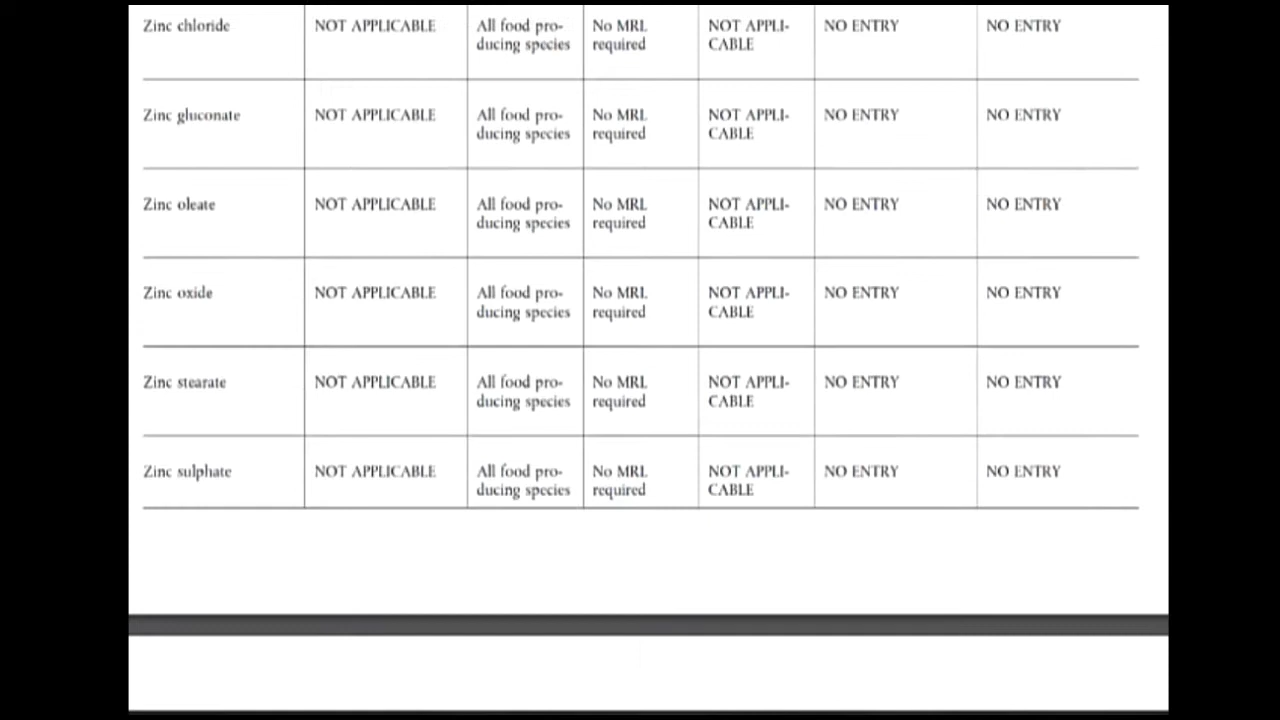 Zinc chloride NOT APPLICABLE All food pro- No MRL NOT APPLI- NO ENTRY NO ENTRY
ducing species required CABLE
Zinc gluconate NOT APPLICABLE All food pro- No MRL NOT APPLI- NO ENTRY NO ENTRY
ducing species required CABLE
Zinc oleate NOT APPLICABLE All food pro- No MRL NOT APPLI- NO ENTRY NO ENTRY
ducing species required CABLE
Zinc oxide NOT APPLICABLE All food pro- No MRL NOT APPLI- NO ENTRY NO ENTRY
ducing species required CABLE
Zinc stearate NOT APPLICABLE All food pro- No MRL NOT APPLI- NO ENTRY NO ENTRY
ducing species required CABLE
Zinc sulphate NOT APPLICABLE All food pro- No MRL NOT APPLI- NO ENTRY NO ENTRY
ducing species required CABLE